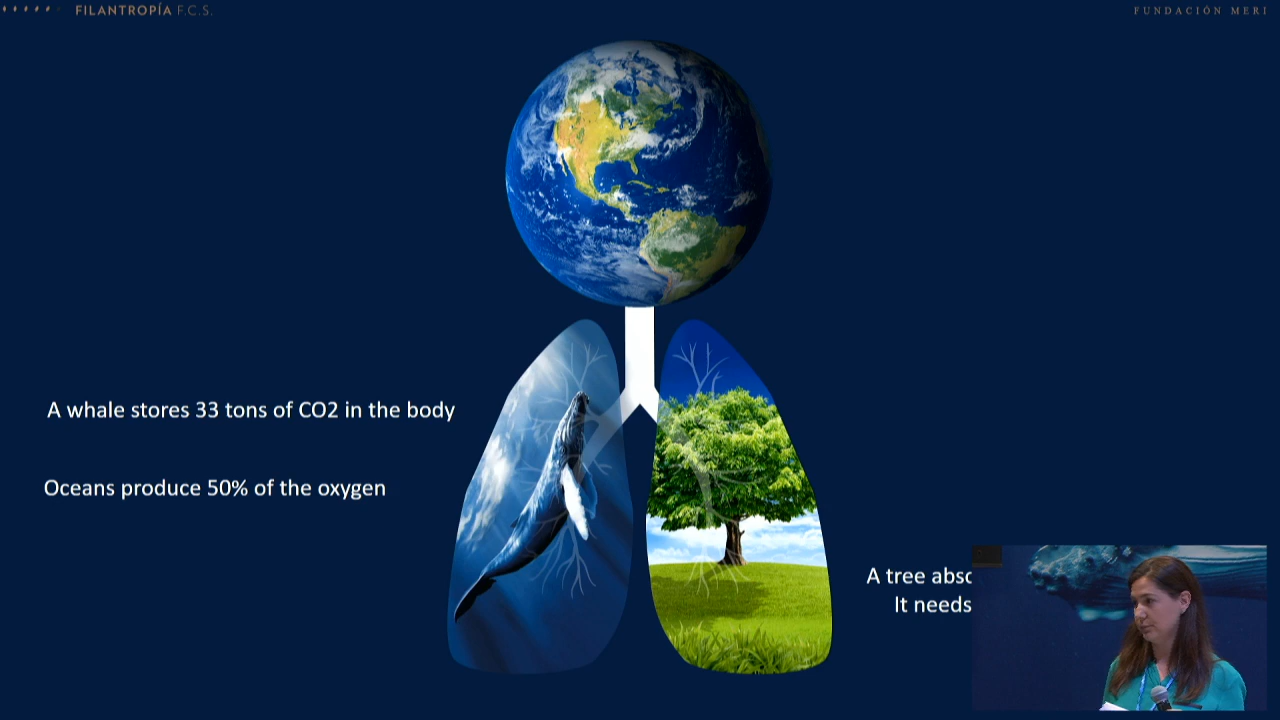 FILANTROPÍA F.C.S.
FUNDACIÓN MERI
A whale stores 33 tons of CO2 in the body
Oceans produce 50% of the oxygen
A tree
It needs